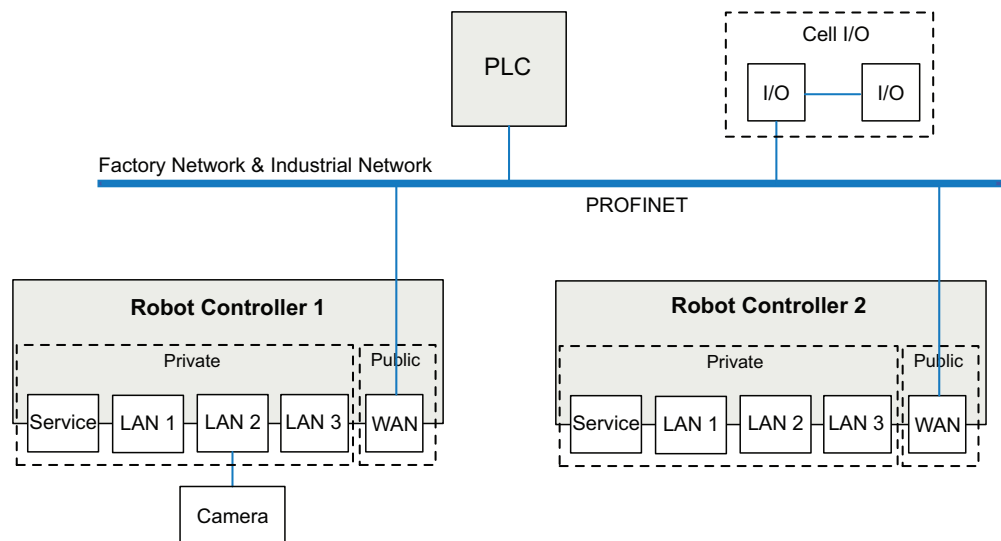 PLC
Cell I/O
I/O
I/O
Factory Network & Industrial Network
PROFINET
Robot Controller 1
Private
Public
Service
LAN 1
LAN 2
LAN 3
WAN
Camera
Robot Controller 2
Private
Public
Service
LAN 1
LAN 2
LAN 3
WAN